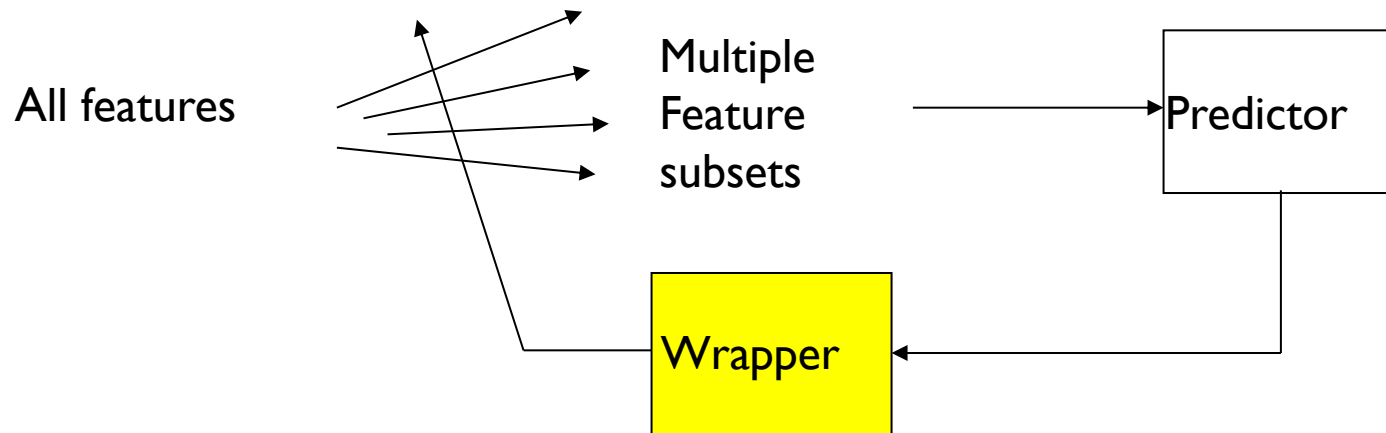 All features
Multiple
Feature
subsets
Predictor
Wrapper